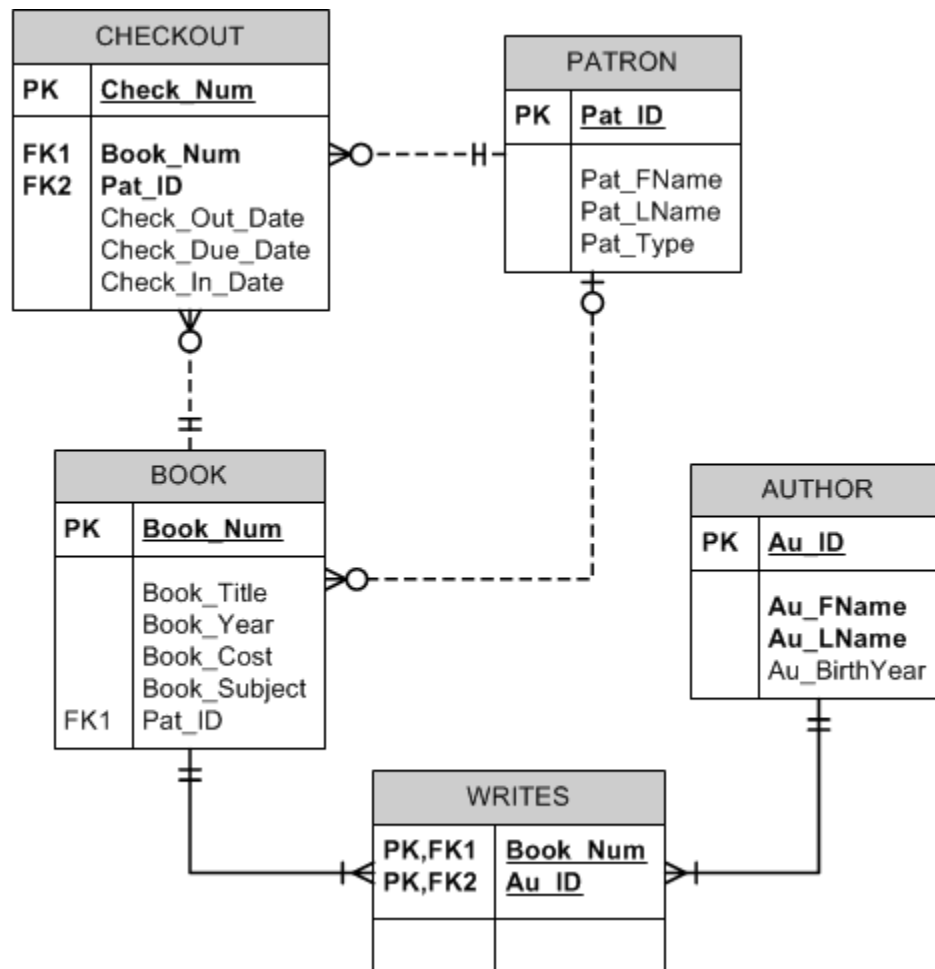 CHECKOUT
PK Check_Num
FK1 Book_Num
FK2 Pat_ID
Check_Out_Date
Check_Due_Date
Check_In_Date
PATRON
PK Pat_ID
Pat_FName
Pat_LName
Pat_Type
BOOK
PK Book_Num
Book_Title
Book_Year
Book_Cost
Book_Subject
FK1 Pat_ID
AUTHOR
PK Au_ID
Au_FName
Au_LName
Au_BirthYear
WRITES
PK,FK1 Book_Num
PK,FK2 Au_ID